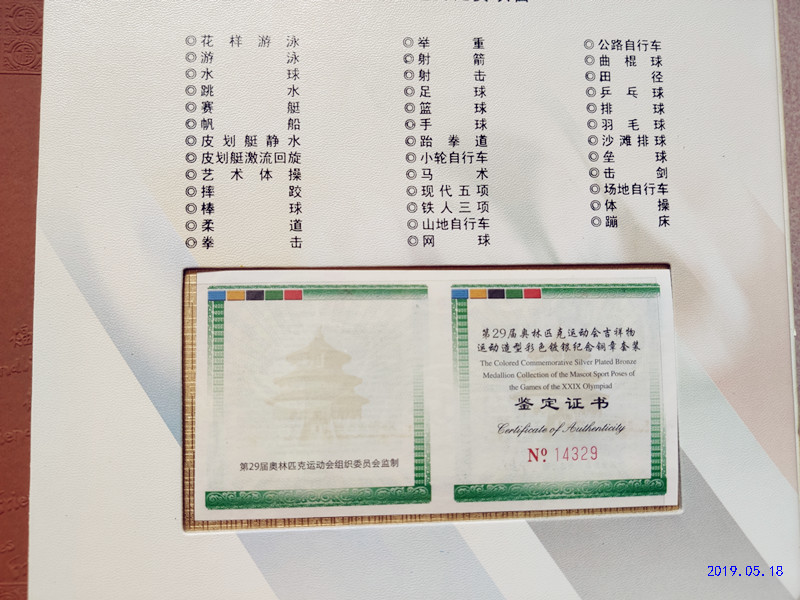 ◎花样游泳
◎游泳
◎水球
◎跳水
◎赛艇
◎帆船
◎皮划艇静水
◎皮划艇激流回旋
◎艺术体操
◎摔跤
◎棒球
◎柔道
◎拳击
◎举重
◎射箭
◎射击
◎足球
◎篮球
◎手球
◎跆拳道
◎小轮自行车
◎马术
◎现代五项
◎铁人三项
◎山地自行车
◎网球
◎公路自行车
◎曲棍球
◎田径
◎乒乓球
◎排球
◎羽毛球
◎沙滩排球
◎垒球
◎击剑
◎场地自行车
◎体操
◎蹦床
第29届奥林匹克运动会组织委员会监制
第29届奥林匹克运动会吉祥物
运动造型彩色镀银纪念铜章套装
The Colored Commemorative Silver Plated Bronze
Medallion Collection of the Mascot Sport Poses of
the Games of the XXIX Olympiad
鉴定证书
Certificate of Authenticity
Nº 14329
2019.05.18